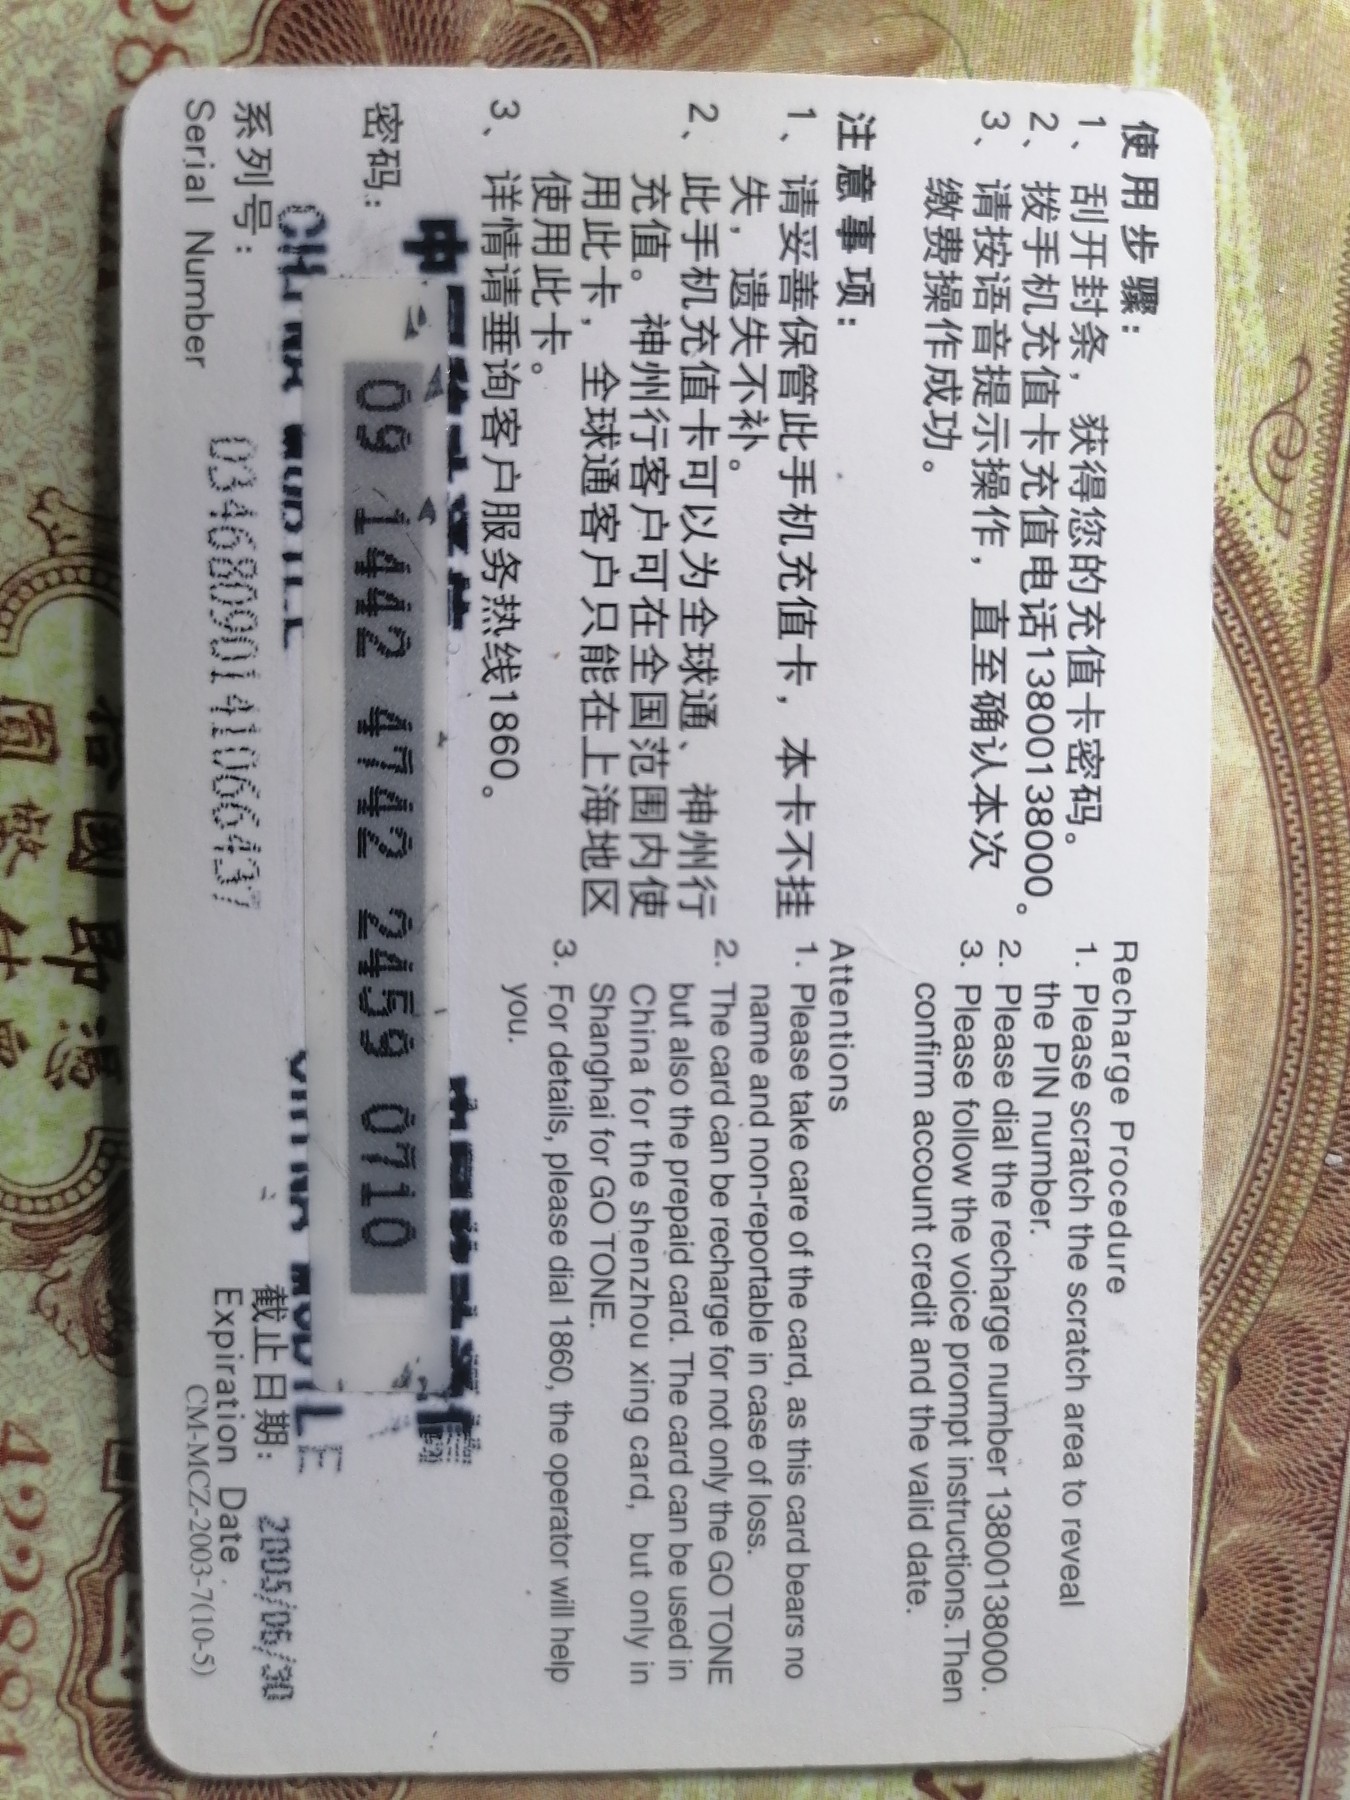 使用步骤：
1、刮开封条，获得您的充值卡密码。
2、拨手机充值卡充值电话13800138000。
3、请按语音提示操作，直至确认本次
缴费操作成功。
注意事项：
1、请妥善保管此手机充值卡，本卡不挂
失，遗失不补。
2、此手机充值卡可以为全球通、神州行
充值。神州行客户可在全国范围内使
用此卡，全球通客户只能在上海地区
使用此卡。
3、详情请垂询客户服务热线1860。
Recharge Procedure
1. Please scratch the scratch area to reveal
the PIN number.
2. Please dial the recharge number 13800138000.
3. Please follow the voice prompt instructions.Then
confirm account credit and the valid date.
Attentions
1. Please take care of the card, as this card bears no
name and non-reportable in case of loss.
2. The card can be recharge for not only the GO TONE
but also the prepaid card. The card can be used in
China for the shenzhou xing card, but only in
Shanghai for GO TONE.
3. For details, please dial 1860, the operator will help
you.
密码：
09 1442 4742 2459 0710
CHINA MOBILE
CHINA MOBILE
系列号：
Serial Number
03468090141066437
截止日期：
2005/06/30
Expiration Date
CM-MCZ-2003-7(10-5)